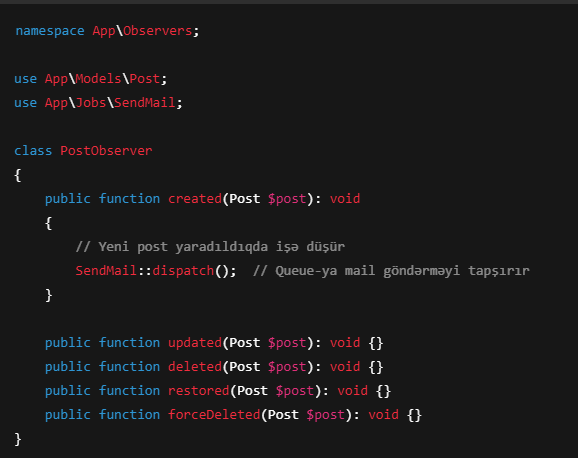 namespace App\Observers;
use App\Models\Post;
use App\Jobs\SendMail;
class PostObserver
{
    public function created(Post $post): void
    {
        // Yeni post yaradıldıqda işə düşür
        SendMail::dispatch();  // Queue-ya mail göndərməyi tapşırır
    }
    public function updated(Post $post): void {}
    public function deleted(Post $post): void {}
    public function restored(Post $post): void {}
    public function forceDeleted(Post $post): void {}
}